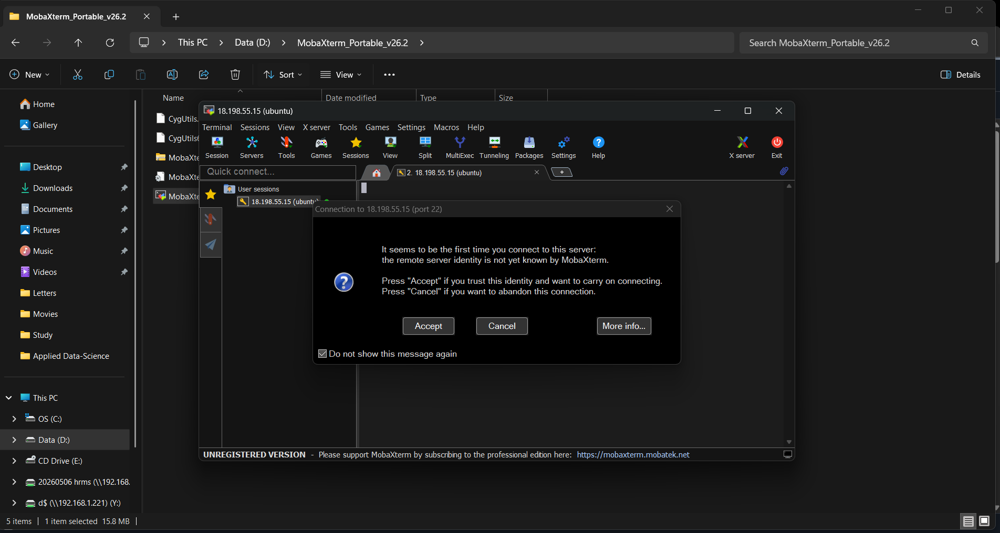 MobaXterm_Portable_v26.2
This PC > Data (D:) > MobaXterm_Portable_v26.2 >
Search MobaXterm_Portable_v26.2
New
Sort
View
Details
Home
Gallery
Desktop
Downloads
Documents
Pictures
Music
Videos
Letters
Movies
Study
Applied Data-Science
This PC
OS (C:)
Data (D:)
CD Drive (E:)
20260506 hrms (\\192.168.
d$ (\\192.168.1.221) (Y:)
5 items
1 item selected 15.8 MB
Name
Date modified
Type
Size
CygUtils.
CygUtils6
MobaXte
MobaXte
MobaXte
18.198.55.15 (ubuntu)
Terminal Sessions View X server Tools Games Settings Macros Help
Session Servers Tools Games Sessions View Split MultiExec Tunneling Packages Settings Help X server Exit
Quick connect...
2. 18.198.55.15 (ubuntu)
User sessions
18.198.55.15 (ubuntu)
Connection to 18.198.55.15 (port 22)
It seems to be the first time you connect to this server:
the remote server identity is not yet known by MobaXterm.
Press "Accept" if you trust this identity and want to carry on connecting.
Press "Cancel" if you want to abandon this connection.
Accept
Cancel
More info...
Do not show this message again
UNREGISTERED VERSION - Please support MobaXterm by subscribing to the professional edition here: https://mobaxterm.mobatek.net